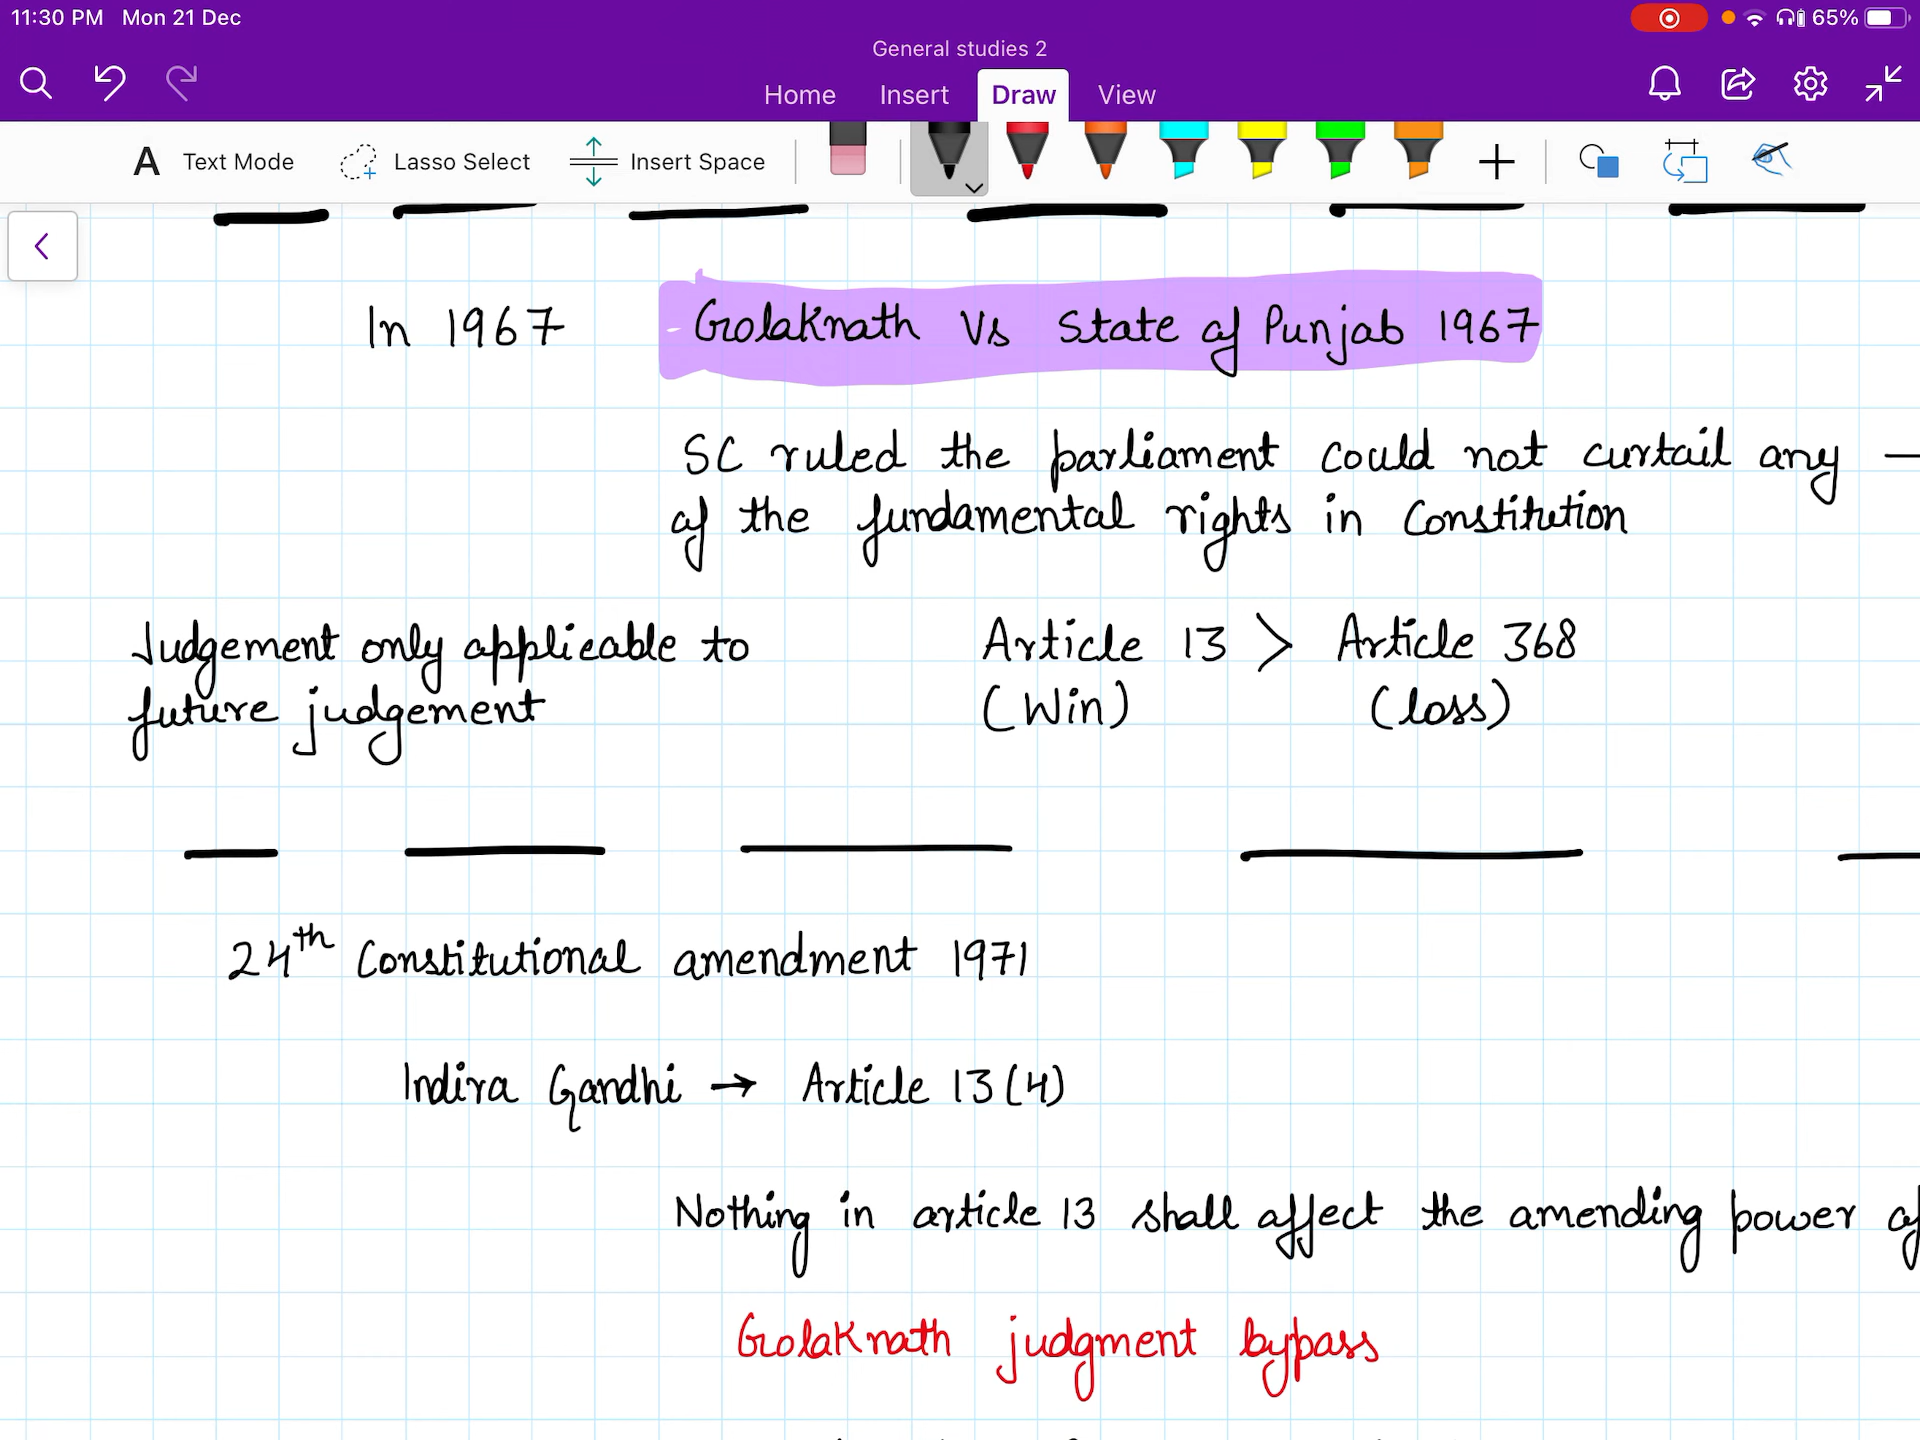 11:30 PM Mon 21 Dec
65%
General studies 2
Home Insert Draw View
A Text Mode Lasso Select Insert Space
In 1967 - Golaknath Vs State of Punjab 1967
SC ruled the parliament could not curtail any —
of the fundamental rights in Constitution
Judgement only applicable to
future judgement
Article 13 > Article 368
(Win) (loss)
24th Constitutional amendment 1971
Indira Gandhi → Article 13(4)
Nothing in article 13 shall affect the amending power of
Golaknath judgment bypass